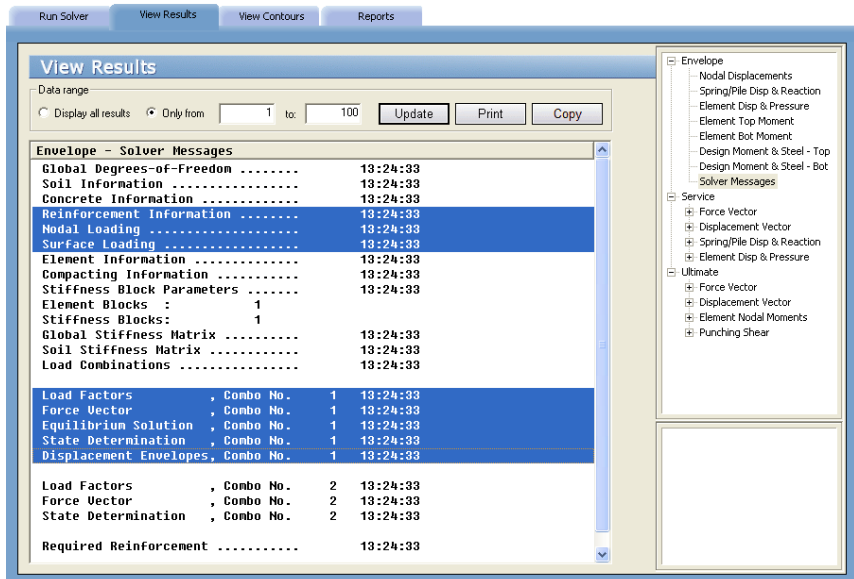 Run Solver View Results View Contours Reports
View Results
Data range
Display all results Only from 1 to: 100 Update Print Copy
Envelope - Solver Messages
Global Degrees-of-Freedom ........ 13:24:33
Soil Information ................. 13:24:33
Concrete Information ............. 13:24:33
Reinforcement Information ........ 13:24:33
Nodal Loading .................... 13:24:33
Surface Loading .................. 13:24:33
Element Information .............. 13:24:33
Compacting Information ........... 13:24:33
Stiffness Block Parameters ....... 13:24:33
Element Blocks : 1
Stiffness Blocks: 1
Global Stiffness Matrix .......... 13:24:33
Soil Stiffness Matrix ............ 13:24:33
Load Combinations ................ 13:24:33
Load Factors , Combo No. 1 13:24:33
Force Vector , Combo No. 1 13:24:33
Equilibrium Solution , Combo No. 1 13:24:33
State Determination , Combo No. 1 13:24:33
Displacement Envelopes, Combo No. 1 13:24:33
Load Factors , Combo No. 2 13:24:33
Force Vector , Combo No. 2 13:24:33
State Determination , Combo No. 2 13:24:33
Required Reinforcement ........... 13:24:33
Envelope
Nodal Displacements
Spring/Pile Disp & Reaction
Element Disp & Pressure
Element Top Moment
Element Bot Moment
Design Moment & Steel - Top
Design Moment & Steel - Bot
Solver Messages
Service
Force Vector
Displacement Vector
Spring/Pile Disp & Reaction
Element Disp & Pressure
Ultimate
Force Vector
Displacement Vector
Element Nodal Moments
Punching Shear